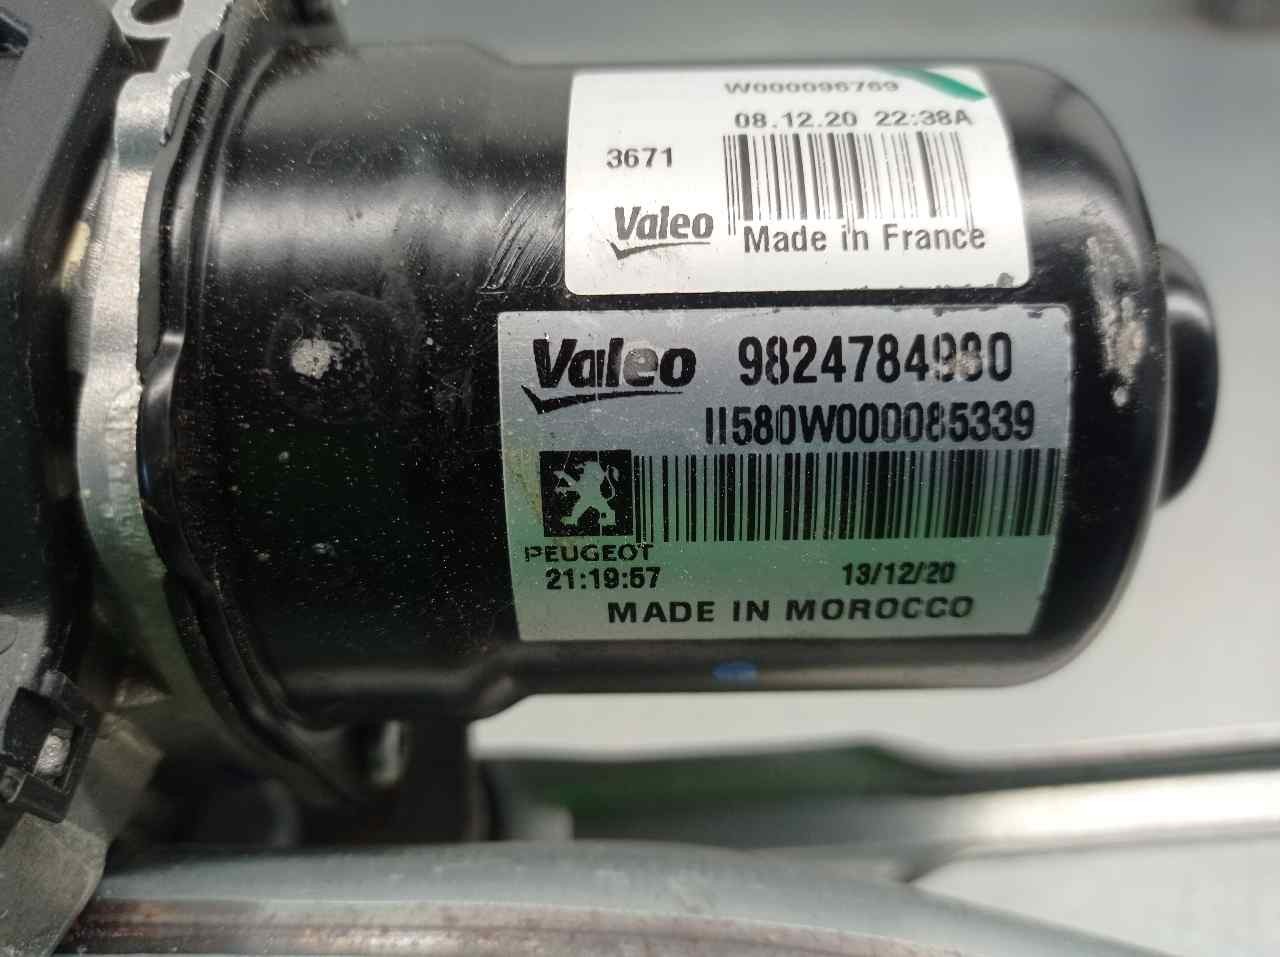 W000096769
08.12.20 22:38A
3671
Valeo
Made in France
Valeo 9824784980
II580W000085339
PEUGEOT
21:19:57 13/12/20
MADE IN MOROCCO